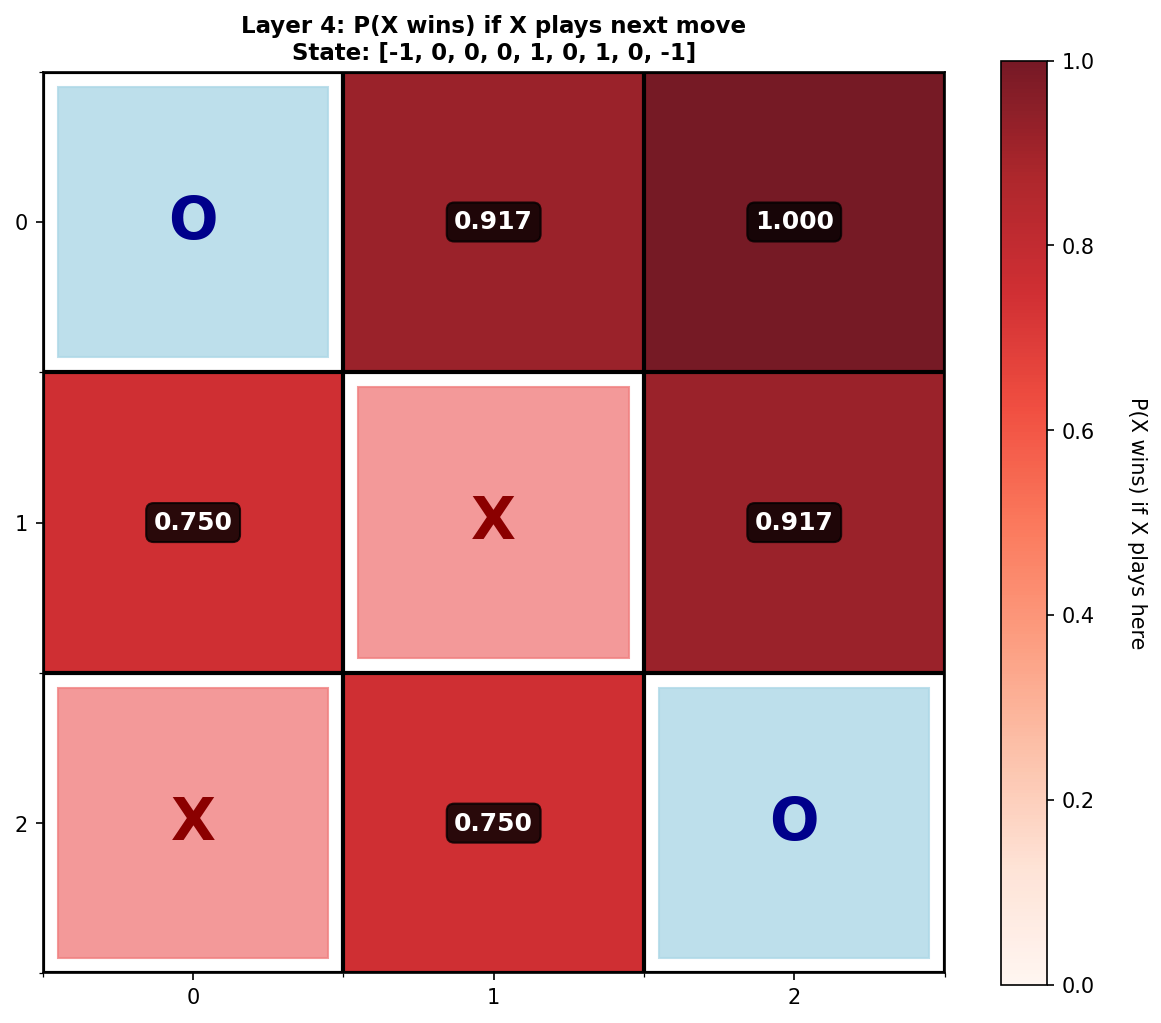 Layer 4: P(X wins) if X plays next move
State: [-1, 0, 0, 0, 1, 0, 1, 0, -1]
O
0.917
1.000
0
0.750
X
0.917
1
X
0.750
O
2
0
1
2
1.0
0.8
0.6
0.4
0.2
0.0
P(X wins) if X plays here